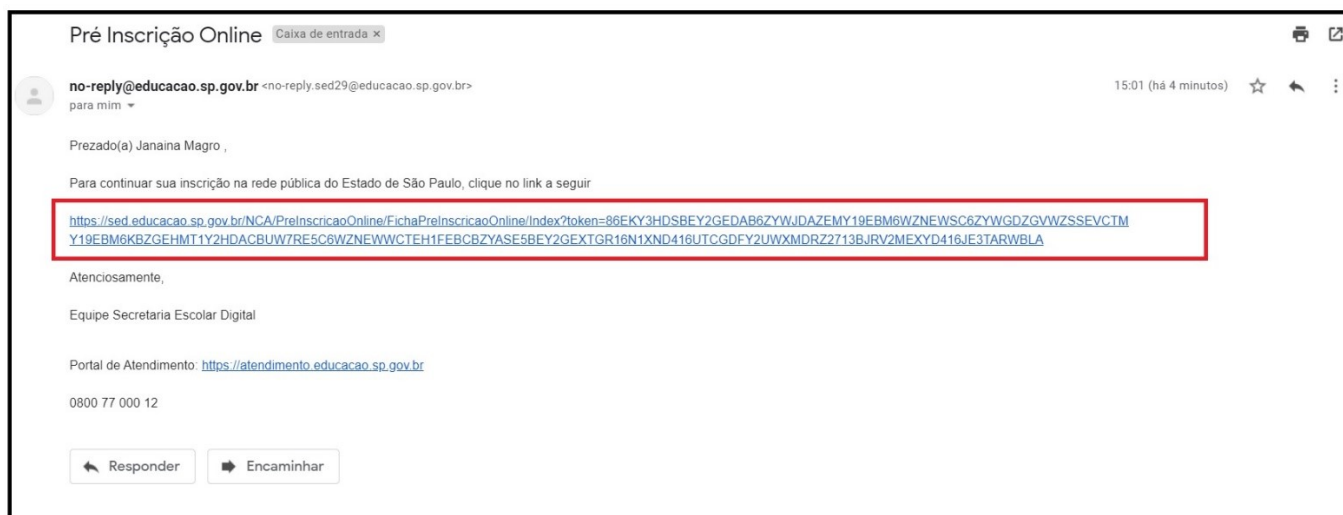 Pré Inscrição Online Caixa de entrada ×
no-reply@educacao.sp.gov.br <no-reply.sed29@educacao.sp.gov.br>
15:01 (há 4 minutos)
para mim
Prezado(a) Janaina Magro ,
Para continuar sua inscrição na rede pública do Estado de São Paulo, clique no link a seguir
https://sed.educacao.sp.gov.br/NCA/PreInscricaoOnline/FichaPreInscricaoOnline/Index?token=86EKY3HDSBEY2GEDAB6ZYWJDAZEMY19EBM6WZNEWSC6ZYWGDZGVWZSSEVCTM
Y19EBM6KBZGEHMT1Y2HDACBUW7RE5C6WZNEWWCTEH1FEBCBZYASE5BEY2GEXTGR16N1XND416UTCGDFY2UWXMDRZ2713BJRV2MEXYD416JE3TARWBLA
Atenciosamente,
Equipe Secretaria Escolar Digital
Portal de Atendimento: https://atendimento.educacao.sp.gov.br
0800 77 000 12
Responder Encaminhar